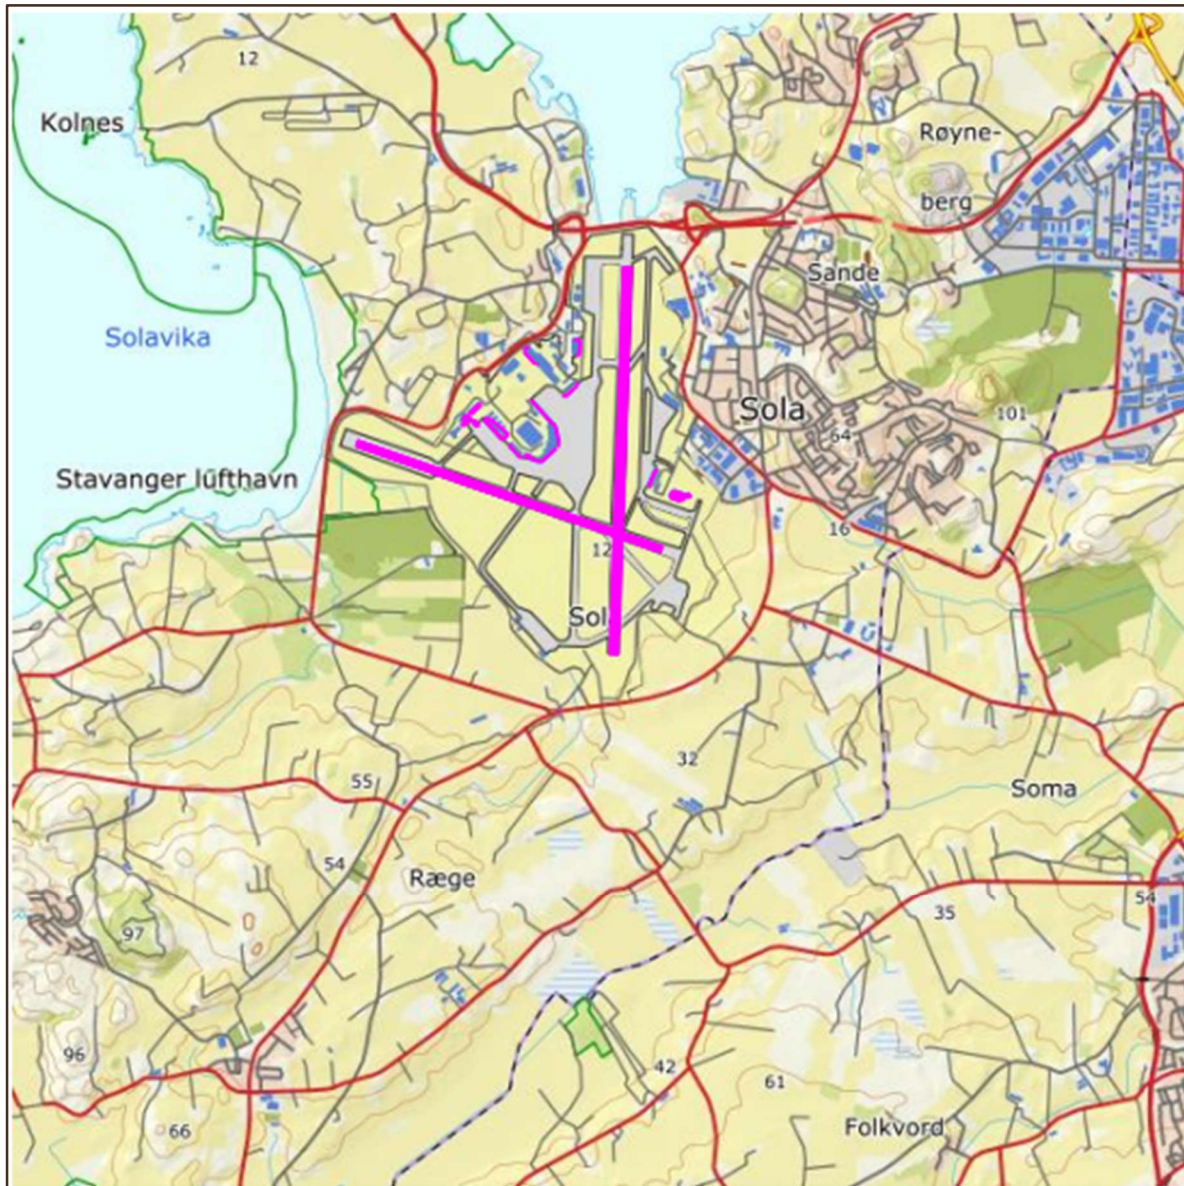 12
Kolnes
Røyne-
berg
Sande
Solavika
Sola
101
64
Stavanger lufthavn
16
12
Sol
32
55
Soma
54
Ræge
54
35
97
96
42
61
66
Folkvord